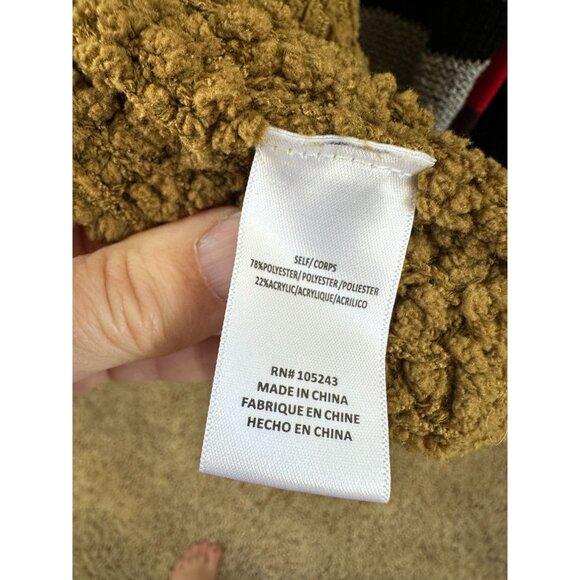 SELF/ CORPS
78%POLYESTER/POLYESTER/POLIESTER
22%ACRYLIC/ACRYLIQUE/ACRILICO
RN# 105243
MADE IN CHINA
FABRIQUE EN CHINE
HECHO EN CHINA